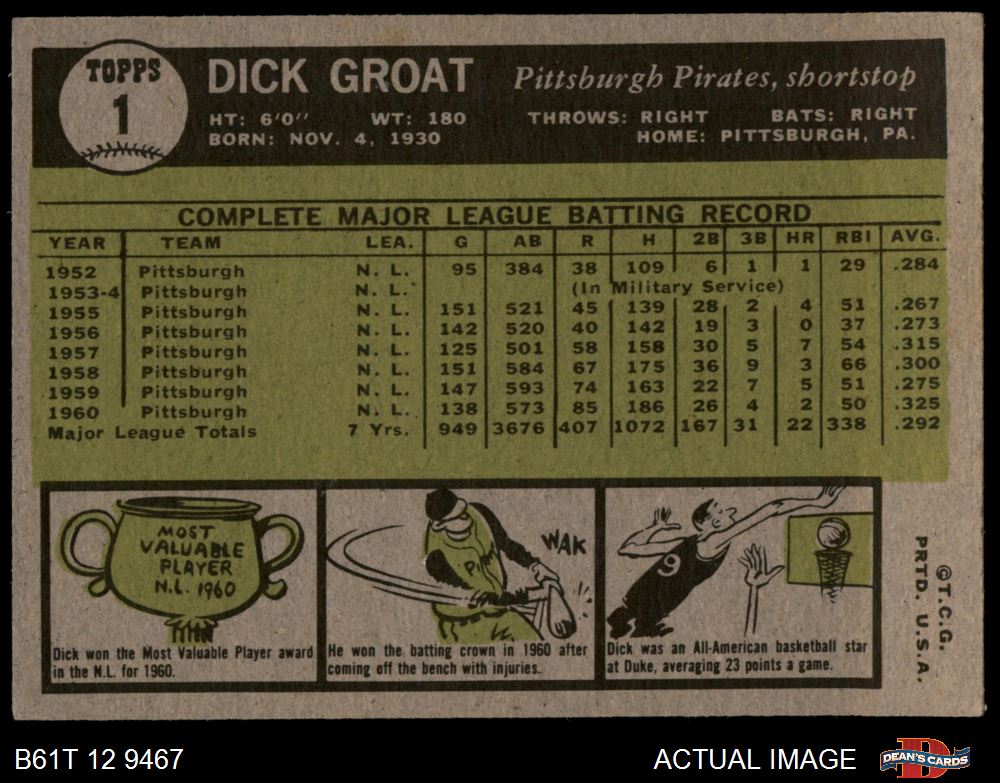 TOPPS
1
DICK GROAT Pittsburgh Pirates, shortstop
HT: 6'0" WT: 180 THROWS: RIGHT BATS: RIGHT
BORN: NOV. 4, 1930 HOME: PITTSBURGH, PA.
COMPLETE MAJOR LEAGUE BATTING RECORD
YEAR TEAM LEA. G AB R H 2B 3B HR RBI AVG.
1952 Pittsburgh N. L. 95 384 38 109 6 1 1 29 .284
1953-4 Pittsburgh N. L. (In Military Service)
1955 Pittsburgh N. L. 151 521 45 139 28 2 4 51 .267
1956 Pittsburgh N. L. 142 520 40 142 19 3 0 37 .273
1957 Pittsburgh N. L. 125 501 58 158 30 5 7 54 .315
1958 Pittsburgh N. L. 151 584 67 175 36 9 3 66 .300
1959 Pittsburgh N. L. 147 593 74 163 22 7 5 51 .275
1960 Pittsburgh N. L. 138 573 85 186 26 4 2 50 .325
Major League Totals 7 Yrs. 949 3676 407 1072 167 31 22 338 .292
MOST
VALUABLE
PLAYER
N.L. 1960
Dick won the Most Valuable Player award
in the N.L. for 1960.
WAK
He won the batting crown in 1960 after
coming off the bench with injuries.
9
Dick was an All-American basketball star
at Duke, averaging 23 points a game.
©T.C.G.
PRTD. U.S.A.
B61T 12 9467 ACTUAL IMAGE DEAN'S CARDS